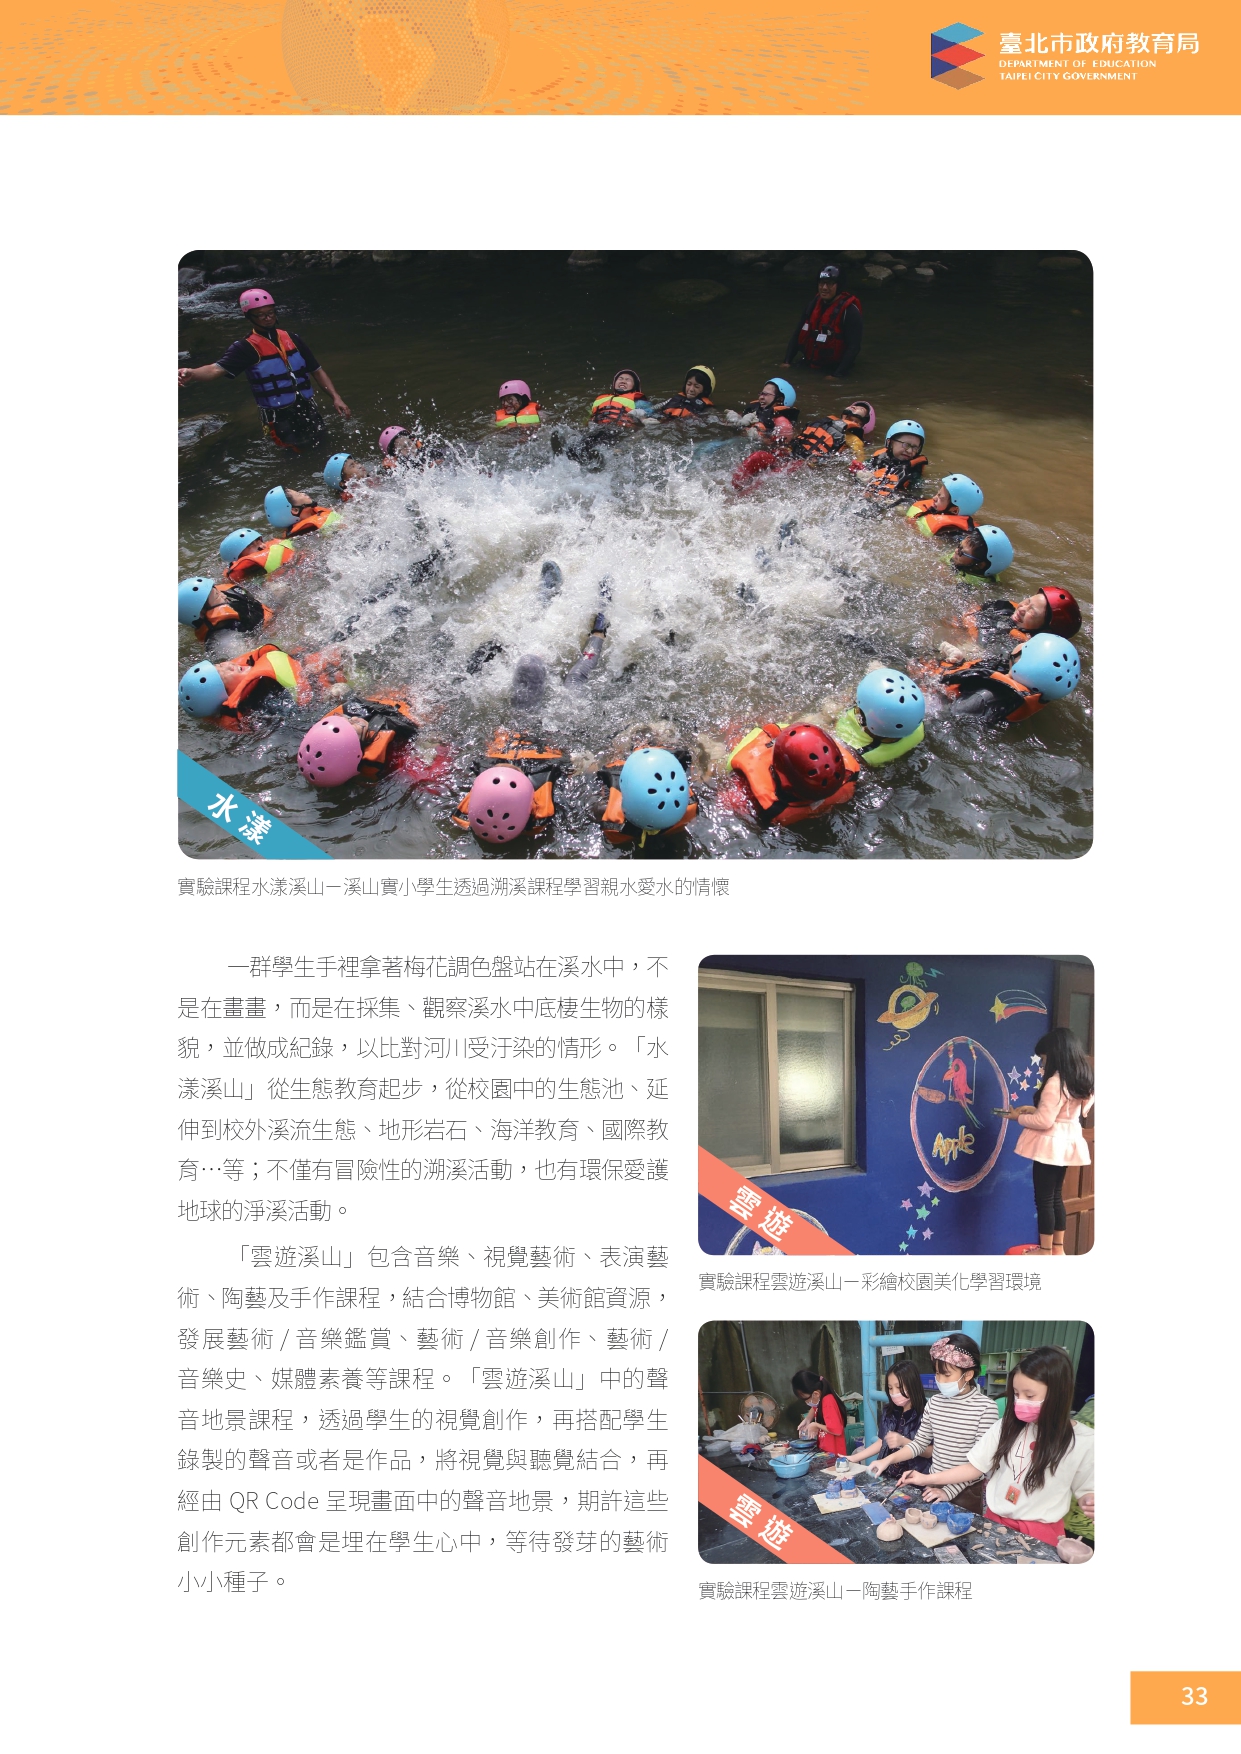 臺北市政府教育局
DEPARTMENT OF EDUCATION
TAIPEI CITY GOVERNMENT
水漾
實驗課程水漾溪山－溪山實小學生透過溯溪課程學習親水愛水的情懷
一群學生手裡拿著梅花調色盤站在溪水中，不
是在畫畫，而是在採集、觀察溪水中底棲生物的樣
貌，並做成紀錄，以比對河川受汙染的情形。「水
漾溪山」從生態教育起步，從校園中的生態池、延
伸到校外溪流生態、地形岩石、海洋教育、國際教
育…等；不僅有冒險性的溯溪活動，也有環保愛護
地球的淨溪活動。
「雲遊溪山」包含音樂、視覺藝術、表演藝
術、陶藝及手作課程，結合博物館、美術館資源，
發展藝術 / 音樂鑑賞、藝術 / 音樂創作、藝術 /
音樂史、媒體素養等課程。「雲遊溪山」中的聲
音地景課程，透過學生的視覺創作，再搭配學生
錄製的聲音或者是作品，將視覺與聽覺結合，再
經由 QR Code 呈現畫面中的聲音地景，期許這些
創作元素都會是埋在學生心中，等待發芽的藝術
小小種子。
Apple
雲遊
實驗課程雲遊溪山－彩繪校園美化學習環境
雲遊
實驗課程雲遊溪山－陶藝手作課程
33